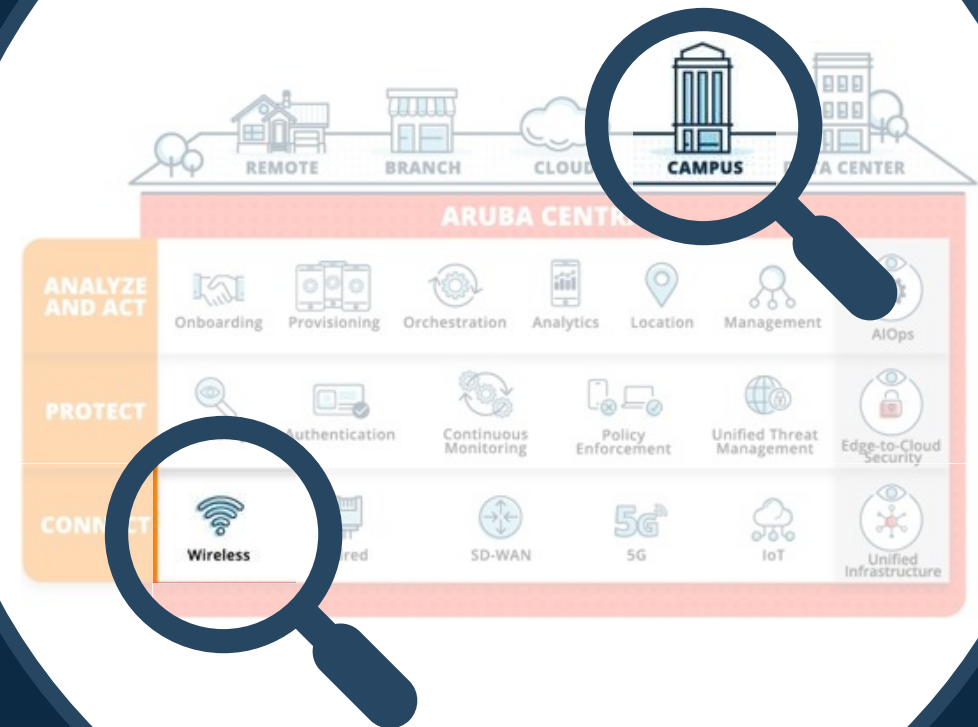 REMOTE
BRANCH
CLOUD
CAMPUS
CENTER
ARUBA
ANALYZE
AND ACT
Onboarding
Provisioning
Orchestration
Analytics
Location
Management
AIOps
PROTECT
Authentication
Continuous
Monitoring
Policy
Enforcement
Unified Threat
Management
Edge-to-Cloud
Security
Wireless
SD-WAN
5G
5G
IoT
Unified
Infrastructure